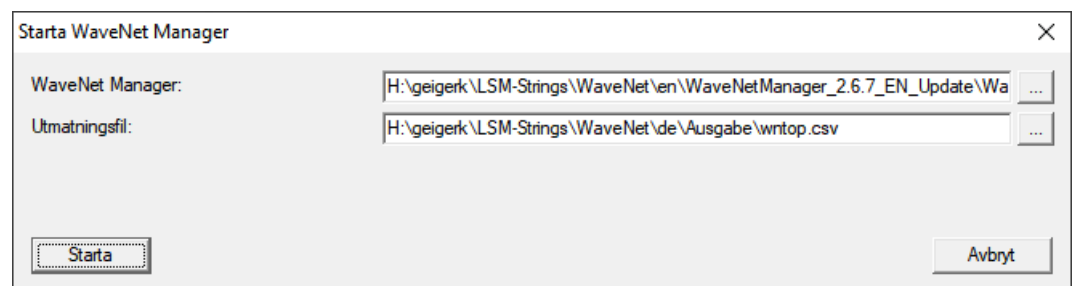 Starta WaveNet Manager
WaveNet Manager: H:\geigerk\LSM-Strings\WaveNet\en\WaveNetManager_2.6.7_EN_Update\Wa ...
Utmatningsfil: H:\geigerk\LSM-Strings\WaveNet\de\Ausgabe\wntop.csv ...
Starta Avbryt